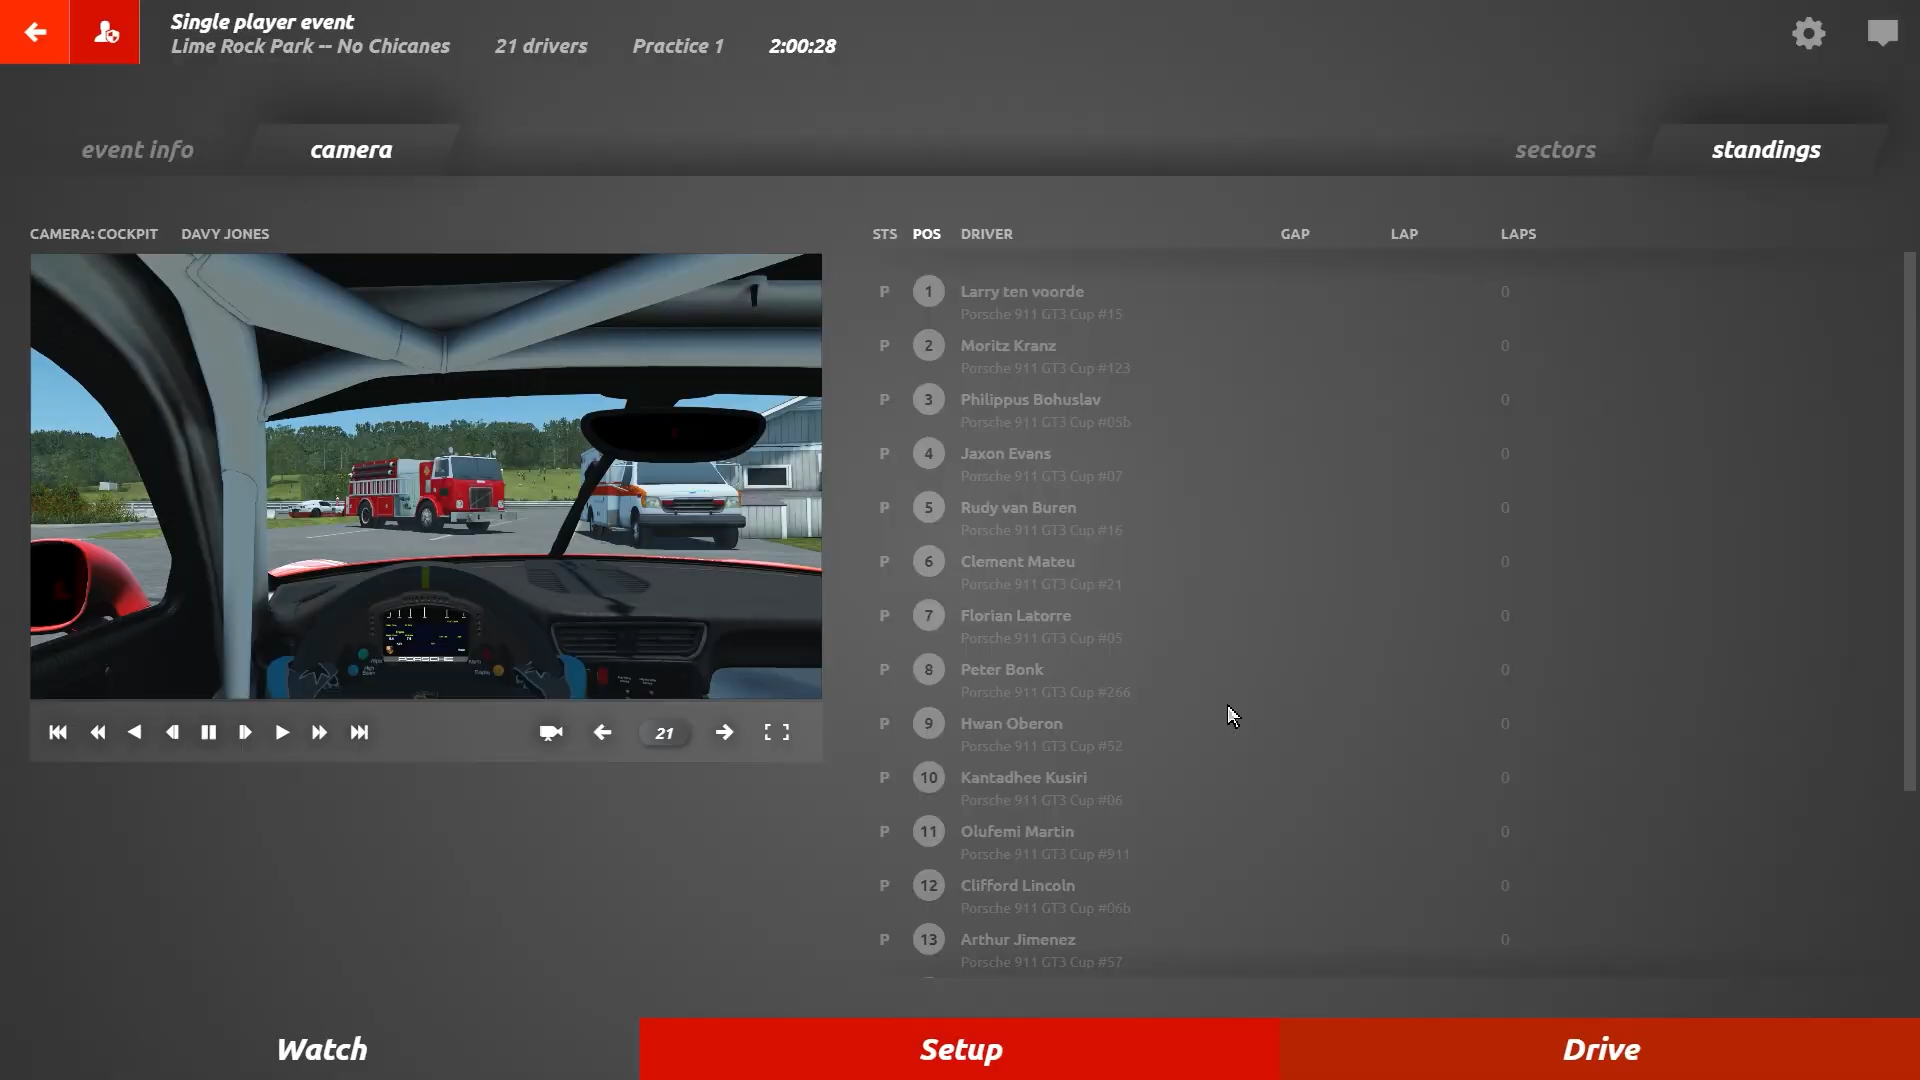 Single player event
Lime Rock Park -- No Chicanes 21 drivers Practice 1 2:00:28
event info camera sectors standings
CAMERA: COCKPIT DAVY JONES
STS POS DRIVER GAP LAP LAPS
P 1 Larry ten voorde 0
Porsche 911 GT3 Cup #15
P 2 Moritz Kranz 0
Porsche 911 GT3 Cup #123
P 3 Philippus Bohuslav 0
Porsche 911 GT3 Cup #05b
P 4 Jaxon Evans 0
Porsche 911 GT3 Cup #07
P 5 Rudy van Buren 0
Porsche 911 GT3 Cup #16
P 6 Clement Mateu 0
Porsche 911 GT3 Cup #21
P 7 Florian Latorre 0
Porsche 911 GT3 Cup #05
P 8 Peter Bonk 0
Porsche 911 GT3 Cup #266
P 9 Hwan Oberon 0
Porsche 911 GT3 Cup #52
P 10 Kantadhee Kusiri 0
Porsche 911 GT3 Cup #06
P 11 Olufemi Martin 0
Porsche 911 GT3 Cup #911
P 12 Clifford Lincoln 0
Porsche 911 GT3 Cup #06b
P 13 Arthur Jimenez 0
Porsche 911 GT3 Cup #57
PORSCHE
21
Watch Setup Drive